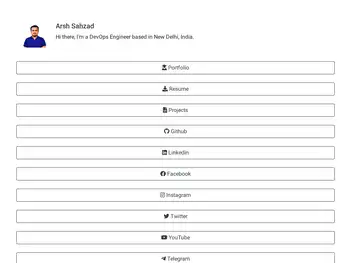 Arsh Sahzad
Hi there, I'm a DevOps Engineer based in New Delhi, India.
Portfolio
Resume
Projects
Github
Linkedin
Facebook
Instagram
Twitter
YouTube
Telegram